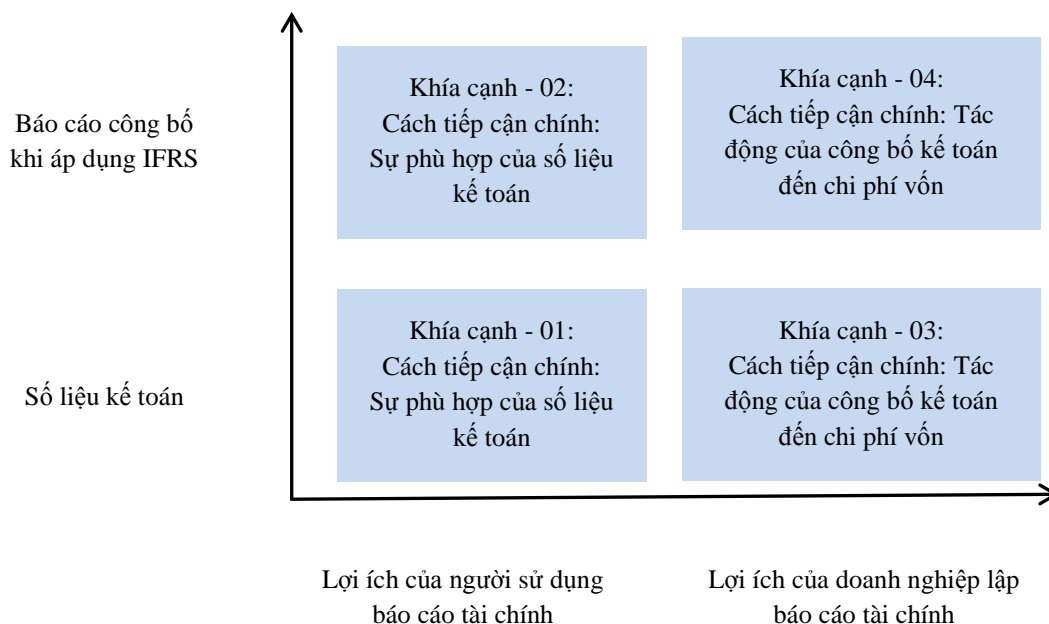 Báo cáo công bố
khi áp dụng IFRS
Khía cạnh - 02:
Cách tiếp cận chính:
Sự phù hợp của số liệu
kế toán
Khía cạnh - 04:
Cách tiếp cận chính: Tác
động của công bố kế toán
đến chi phí vốn
Số liệu kế toán
Khía cạnh - 01:
Cách tiếp cận chính:
Sự phù hợp của số liệu
kế toán
Khía cạnh - 03:
Cách tiếp cận chính: Tác
động của công bố kế toán
đến chi phí vốn
Lợi ích của người sử dụng
báo cáo tài chính
Lợi ích của doanh nghiệp lập
báo cáo tài chính